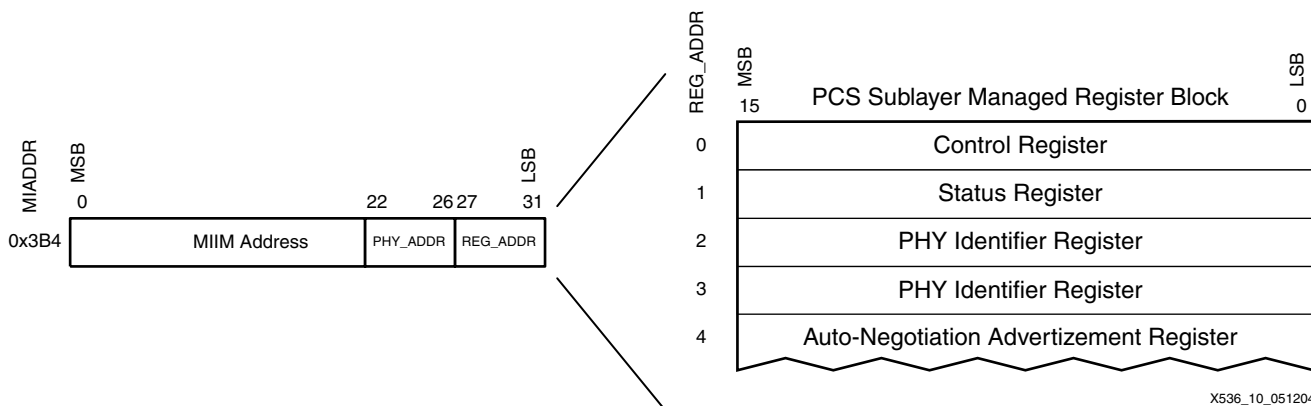 MIIADDR
MSB
LSB
0
22
26 27
31
0x3B4
MIIM Address
PHY_ADDR
REG_ADDR
REG_ADDR
MSB
LSB
15
PCS Sublayer Managed Register Block
0
0
Control Register
1
Status Register
2
PHY Identifier Register
3
PHY Identifier Register
4
Auto-Negotiation Advertizement Register
X536_10_051204